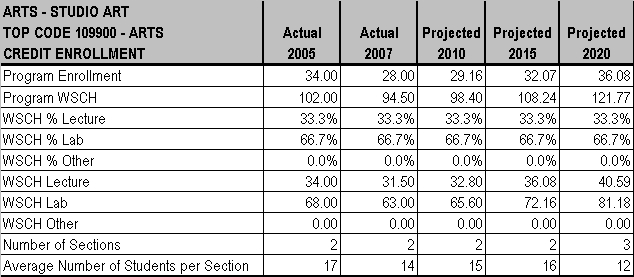 ARTS - STUDIO ART
TOP CODE 109900 - ARTS Actual Actual Projected Projected Projected
CREDIT ENROLLMENT 2005 2007 2010 2015 2020
Program Enrollment 34.00 28.00 29.16 32.07 36.08
Program WSCH 102.00 94.50 98.40 108.24 121.77
WSCH % Lecture 33.3% 33.3% 33.3% 33.3% 33.3%
WSCH % Lab 66.7% 66.7% 66.7% 66.7% 66.7%
WSCH % Other 0.0% 0.0% 0.0% 0.0% 0.0%
WSCH Lecture 34.00 31.50 32.80 36.08 40.59
WSCH Lab 68.00 63.00 65.60 72.16 81.18
WSCH Other 0.00 0.00 0.00 0.00 0.00
Number of Sections 2 2 2 2 3
Average Number of Students per Section 17 14 15 16 12